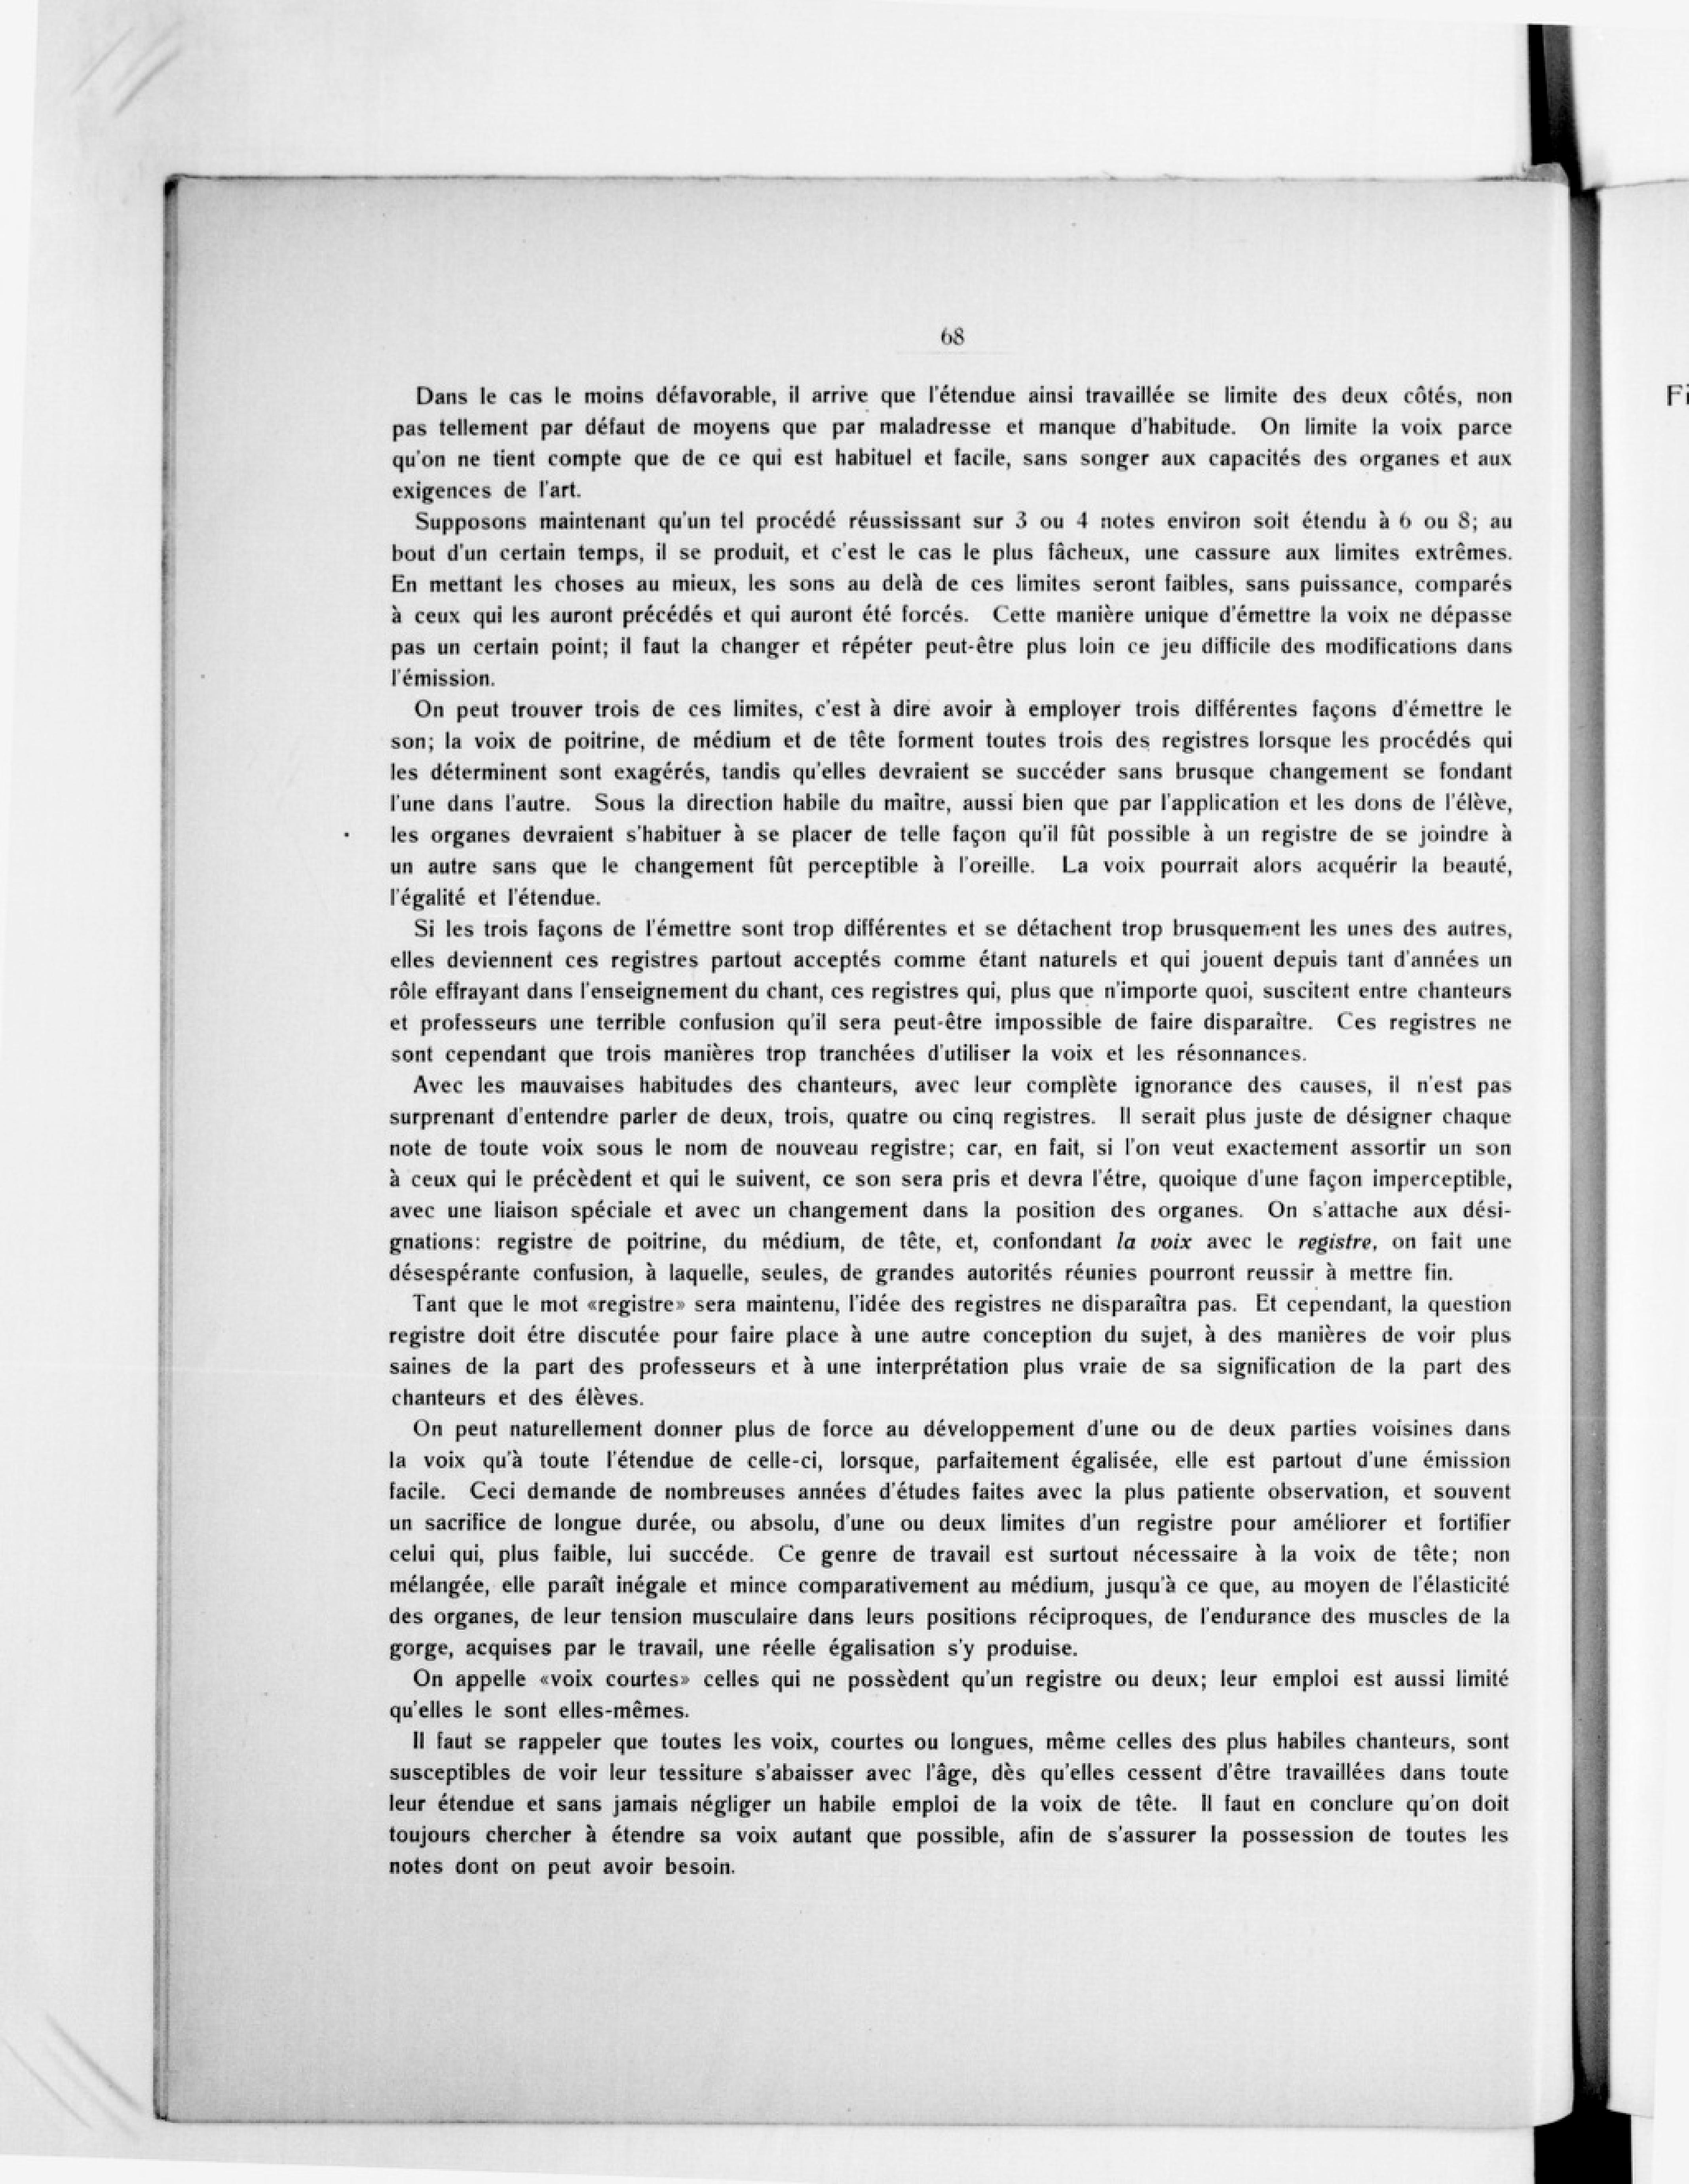 68
Dans le cas le moins défavorable, il arrive que l'étendue ainsi travaillée se limite des deux côtés, non
pas tellement par défaut de moyens que par maladresse et manque d'habitude. On limite la voix parce
qu'on ne tient compte que de ce qui est habituel et facile, sans songer aux capacités des organes et aux
exigences de l'art.
Supposons maintenant qu'un tel procédé réussissant sur 3 ou 4 notes environ soit étendu à 6 ou 8; au
bout d'un certain temps, il se produit, et c'est le cas le plus fâcheux, une cassure aux limites extrêmes.
En mettant les choses au mieux, les sons au delà de ces limites seront faibles, sans puissance, comparés
à ceux qui les auront précédés et qui auront été forcés. Cette manière unique d'émettre la voix ne dépasse
pas un certain point; il faut la changer et répéter peut-être plus loin ce jeu difficile des modifications dans
l'émission.
On peut trouver trois de ces limites, c'est à dire avoir à employer trois différentes façons d'émettre le
son; la voix de poitrine, de médium et de tête forment toutes trois des registres lorsque les procédés qui
les déterminent sont exagérés, tandis qu'elles devraient se succéder sans brusque changement se fondant
l'une dans l'autre. Sous la direction habile du maître, aussi bien que par l'application et les dons de l'élève,
les organes devraient s'habituer à se placer de telle façon qu'il fût possible à un registre de se joindre à
un autre sans que le changement fût perceptible à l'oreille. La voix pourrait alors acquérir la beauté,
l'égalité et l'étendue.
Si les trois façons de l'émettre sont trop différentes et se détachent trop brusquement les unes des autres,
elles deviennent ces registres partout acceptés comme étant naturels et qui jouent depuis tant d'années un
rôle effrayant dans l'enseignement du chant, ces registres qui, plus que n'importe quoi, suscitent entre chanteurs
et professeurs une terrible confusion qu'il sera peut-être impossible de faire disparaître. Ces registres ne
sont cependant que trois manières trop tranchées d'utiliser la voix et les résonnances.
Avec les mauvaises habitudes des chanteurs, avec leur complète ignorance des causes, il n'est pas
surprenant d'entendre parler de deux, trois, quatre ou cinq registres. Il serait plus juste de désigner chaque
note de toute voix sous le nom de nouveau registre; car, en fait, si l'on veut exactement assortir un son
à ceux qui le précèdent et qui le suivent, ce son sera pris et devra l'étre, quoique d'une façon imperceptible,
avec une liaison spéciale et avec un changement dans la position des organes. On s'attache aux dési-
gnations: registre de poitrine, du médium, de tête, et, confondant la voix avec le registre, on fait une
désespérante confusion, à laquelle, seules, de grandes autorités réunies pourront reussir à mettre fin.
Tant que le mot «registre» sera maintenu, l'idée des registres ne disparaîtra pas. Et cependant, la question
registre doit étre discutée pour faire place à une autre conception du sujet, à des manières de voir plus
saines de la part des professeurs et à une interprétation plus vraie de sa signification de la part des
chanteurs et des élèves.
On peut naturellement donner plus de force au développement d'une ou de deux parties voisines dans
la voix qu'à toute l'étendue de celle-ci, lorsque, parfaitement égalisée, elle est partout d'une émission
facile. Ceci demande de nombreuses années d'études faites avec la plus patiente observation, et souvent
un sacrifice de longue durée, ou absolu, d'une ou deux limites d'un registre pour améliorer et fortifier
celui qui, plus faible, lui succéde. Ce genre de travail est surtout nécessaire à la voix de tête; non
mélangée, elle paraît inégale et mince comparativement au médium, jusqu'à ce que, au moyen de l'élasticité
des organes, de leur tension musculaire dans leurs positions réciproques, de l'endurance des muscles de la
gorge, acquises par le travail, une réelle égalisation s'y produise.
On appelle «voix courtes» celles qui ne possèdent qu'un registre ou deux; leur emploi est aussi limité
qu'elles le sont elles-mêmes.
Il faut se rappeler que toutes les voix, courtes ou longues, même celles des plus habiles chanteurs, sont
susceptibles de voir leur tessiture s'abaisser avec l'âge, dès qu'elles cessent d'être travaillées dans toute
leur étendue et sans jamais négliger un habile emploi de la voix de tête. Il faut en conclure qu'on doit
toujours chercher à étendre sa voix autant que possible, afin de s'assurer la possession de toutes les
notes dont on peut avoir besoin.